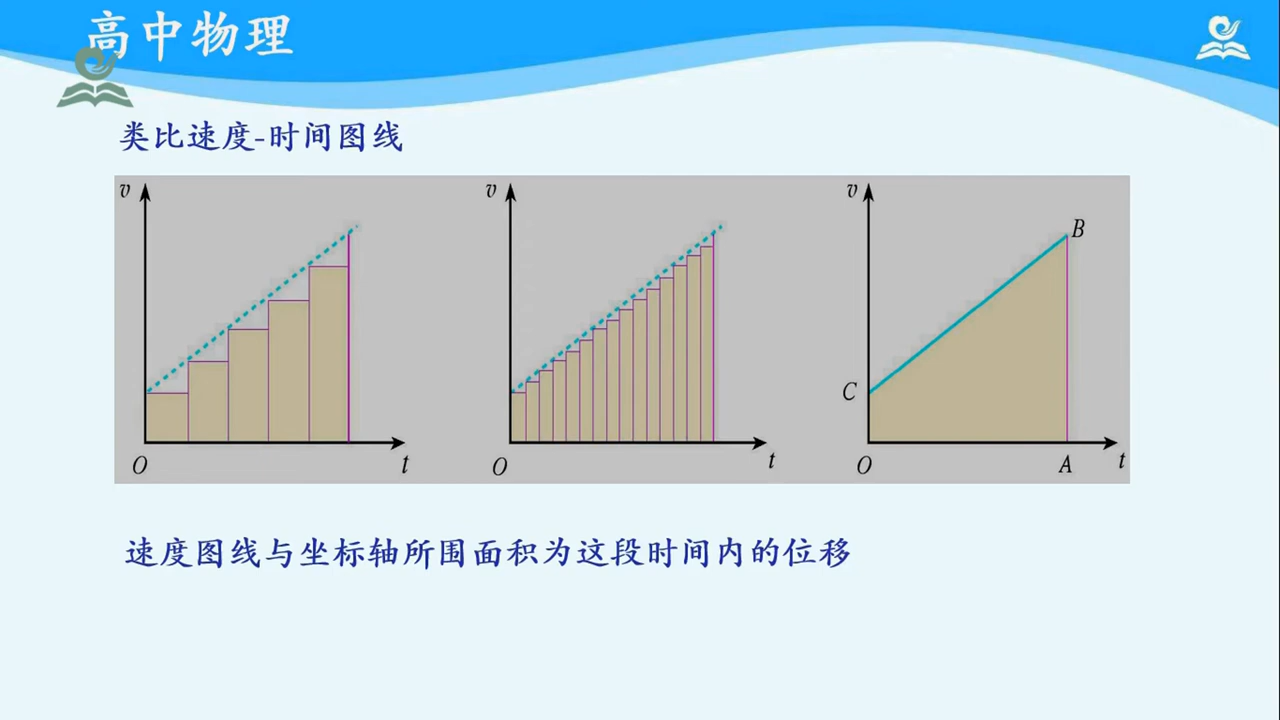 高中物理
类比速度-时间图线
v v v
B
C
O t O t O A t
速度图线与坐标轴所围面积为这段时间内的位移